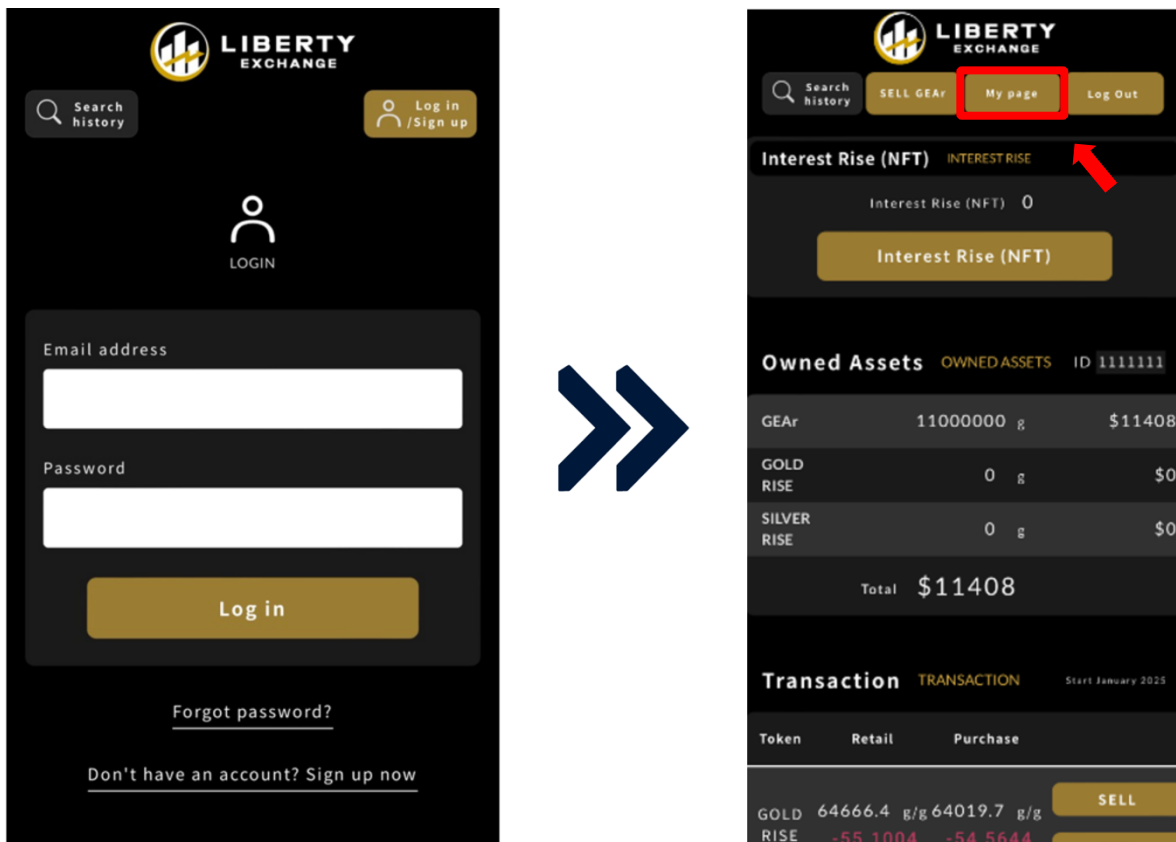 LIBERTY
EXCHANGE
Search
history
Log in
/Sign up
LOGIN
Email address
Password
Log in
Forgot password?
Don't have an account? Sign up now
LIBERTY
EXCHANGE
Search
history
SELL GEAr
My page
Log Out
Interest Rise (NFT) INTEREST RISE
Interest Rise (NFT) 0
Interest Rise (NFT)
Owned Assets OWNED ASSETS ID 1111111
GEAr 11000000 g $11408
GOLD
RISE
0 g $0
SILVER
RISE
0 g $0
Total $11408
Transaction TRANSACTION Start January 2025
Token Retail Purchase
GOLD
RISE
64666.4 g/g 64019.7 g/g
-55.1004 -54.5644
SELL